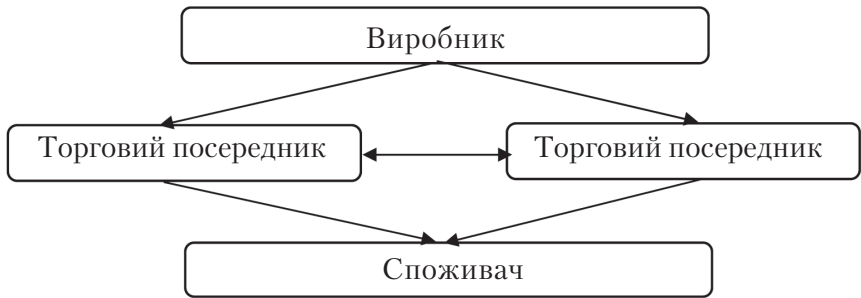 Виробник
Торговий посередник
Торговий посередник
Споживач